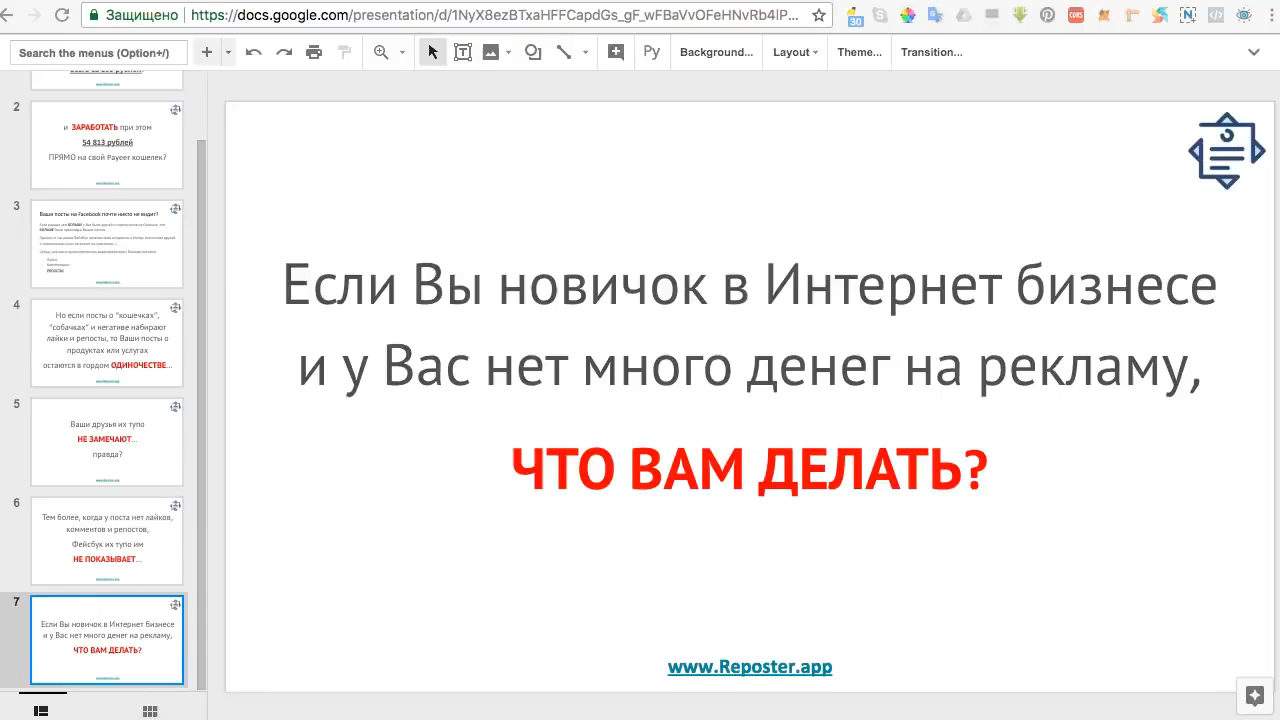 Защищено
https://docs.google.com/presentation/d/1NyX8ezBTxaHFFCapdGs_gF_wFBaVvOFeHNvRb4lP...
30
CBS
Search the menus (Option+/)
Background...
Layout
Theme...
Transition...
2
и ЗАРАБОТАТЬ при этом
54 813 рублей
ПРЯМО на свой Payeer кошелек?
3
Ваши посты на Facebook почти никто не видит?
РЕПОСТЫ
4
Но если посты о "кошечках",
"собачках" и негативе набирают
лайки и репосты, то Ваши посты о
продуктах или услугах
остаются в гордом ОДИНОЧЕСТВЕ...
5
Ваши друзья их тупо
НЕ ЗАМЕЧАЮТ...
правда?
6
Тем более, когда у поста нет лайков,
комментов и репостов,
Фейсбук их тупо им
НЕ ПОКАЗЫВАЕТ...
7
Если Вы новичок в Интернет бизнесе
и у Вас нет много денег на рекламу,
ЧТО ВАМ ДЕЛАТЬ?
Если Вы новичок в Интернет бизнесе
и у Вас нет много денег на рекламу,
ЧТО ВАМ ДЕЛАТЬ?
www.Reposter.app